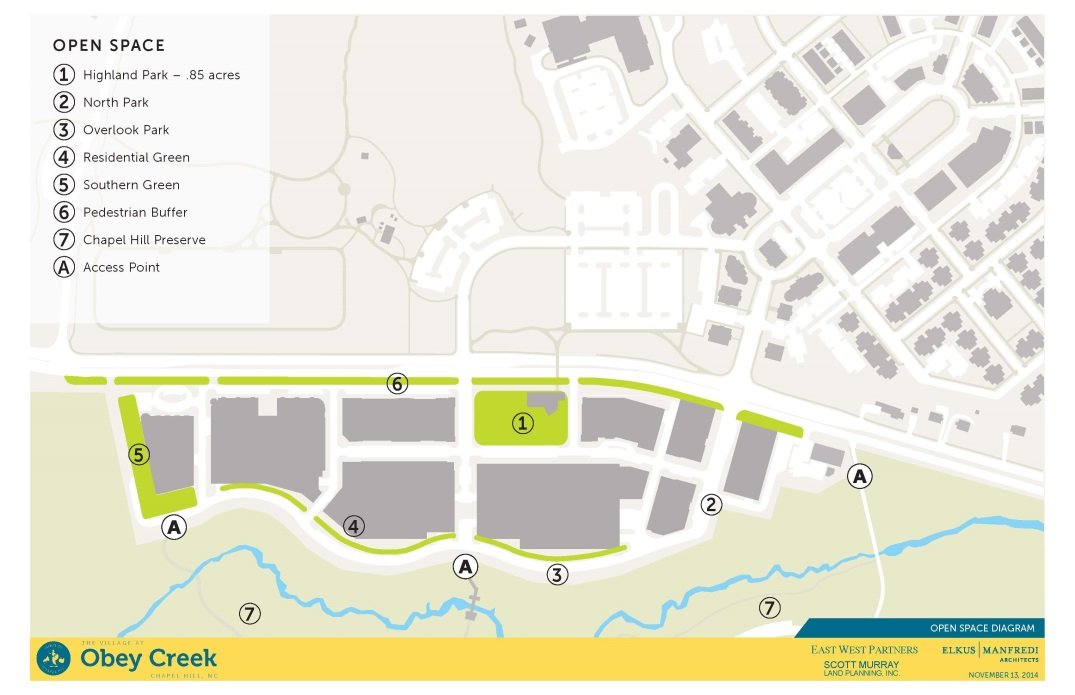 OPEN SPACE
1 Highland Park – .85 acres
2 North Park
3 Overlook Park
4 Residential Green
5 Southern Green
6 Pedestrian Buffer
7 Chapel Hill Preserve
A Access Point
6
1
5
A
2
A
4
A
3
7
7
OPEN SPACE DIAGRAM
THE VILLAGE AT
Obey Creek
CHAPEL HILL, NC
EAST WEST PARTNERS
SCOTT MURRAY
LAND PLANNING, INC.
ELKUS | MANFREDI
ARCHITECTS
NOVEMBER 13, 2014